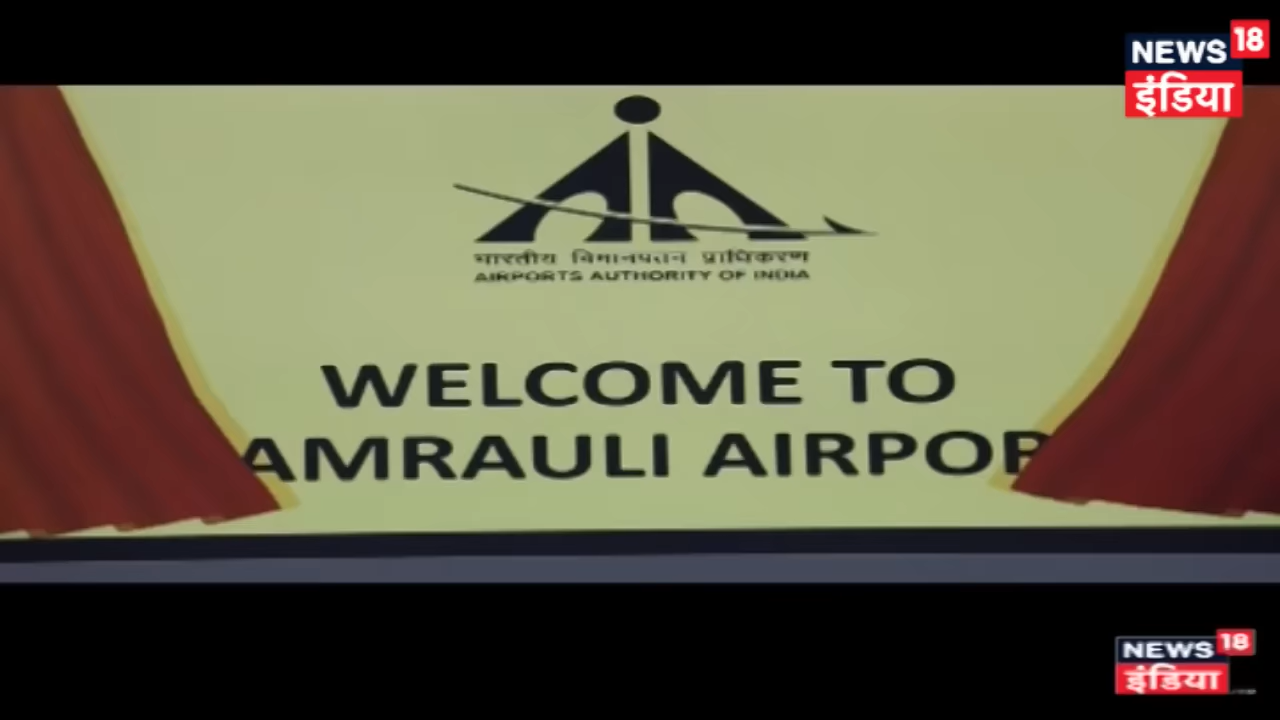 NEWS 18
इंडिया
भारतीय विमानपत्तन प्राधिकरण
AIRPORTS AUTHORITY OF INDIA
WELCOME TO
AMRAULI AIRPOR
NEWS 18
इंडिया